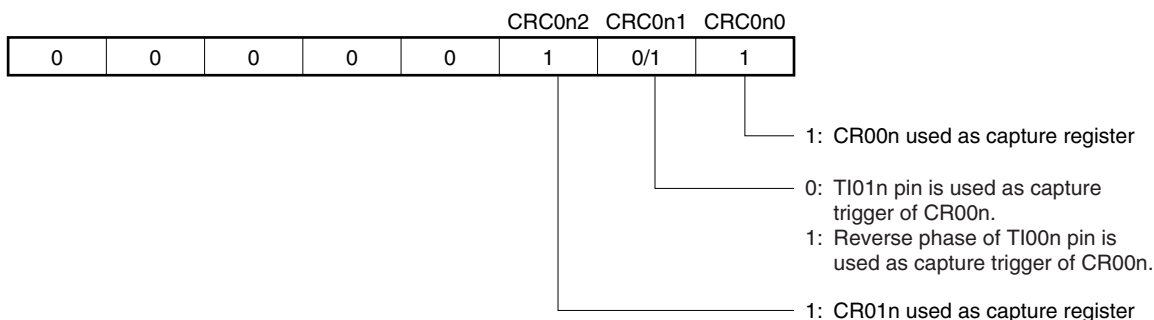 CRC0n2 CRC0n1 CRC0n0
0 0 0 0 0 1 0/1 1
1: CR00n used as capture register
0: TI01n pin is used as capture
trigger of CR00n.
1: Reverse phase of TI00n pin is
used as capture trigger of CR00n.
1: CR01n used as capture register